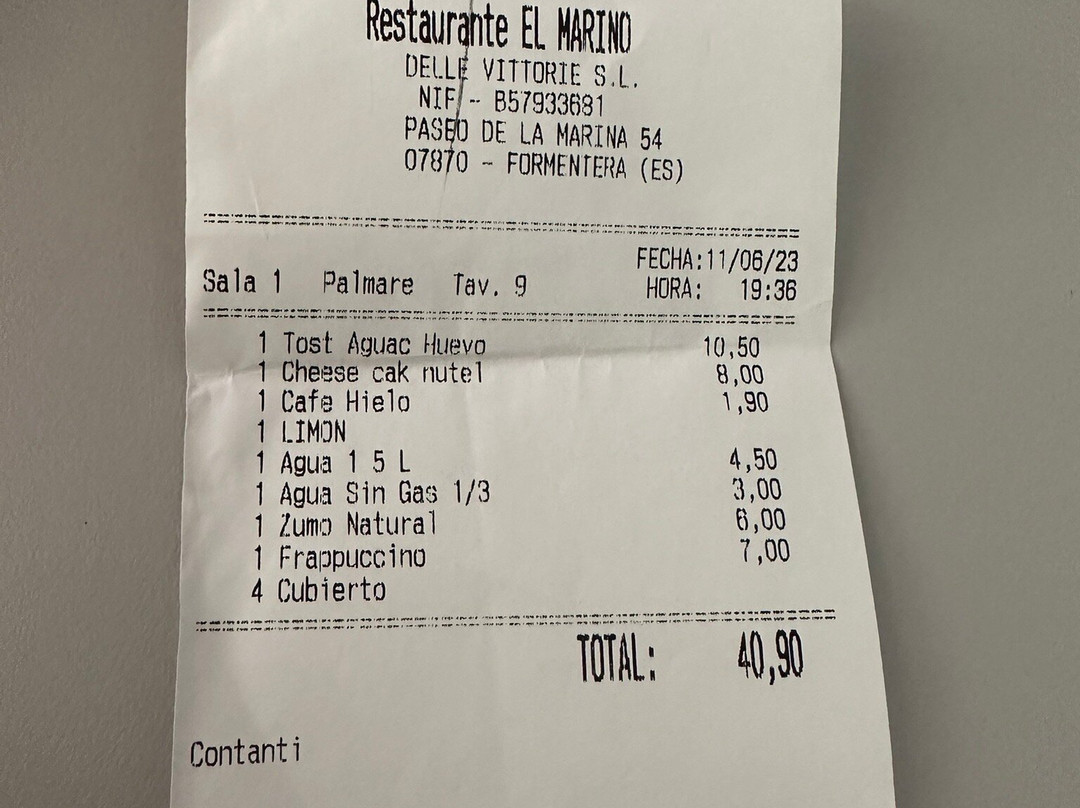 Restaurante EL MARINO
DELLE VITTORIE S.L.
NIF - B57933681
PASEO DE LA MARINA 54
07870 - FORMENTERA (ES)
FECHA:11/06/23
Sala 1 Palmare Tav. 9 HORA: 19:36
1 Tost Aguac Huevo 10,50
1 Cheese cak nutel 8,00
1 Cafe Hielo 1,90
1 LIMON
1 Agua 1 5 L 4,50
1 Agua Sin Gas 1/3 3,00
1 Zumo Natural 6,00
1 Frappuccino 7,00
4 Cubierto
TOTAL: 40,90
Contanti